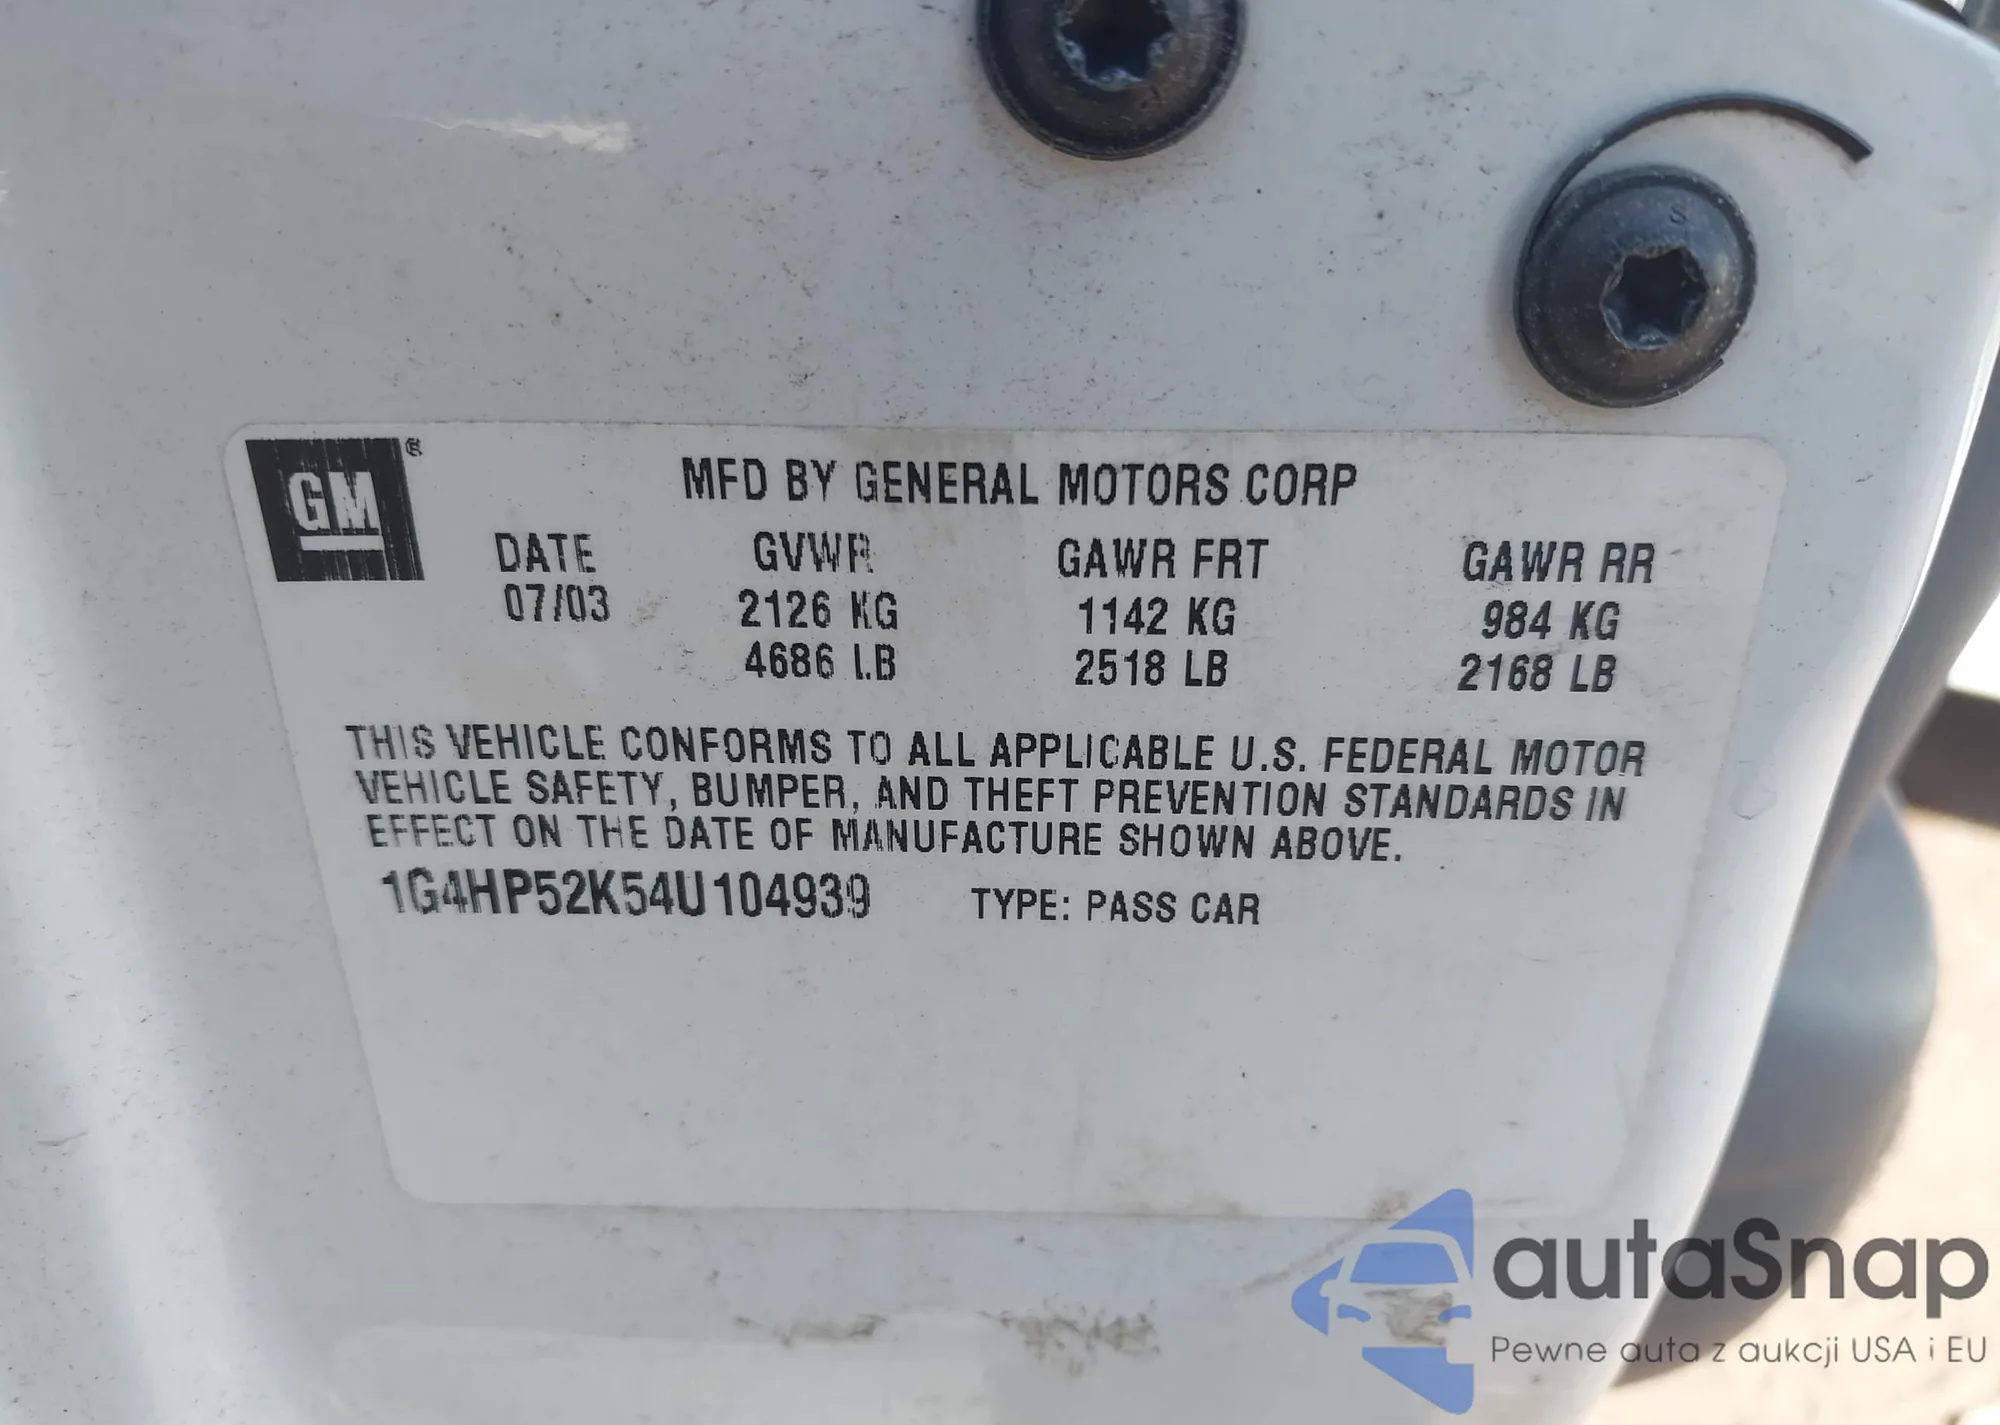 GM ®
MFD BY GENERAL MOTORS CORP
DATE GVWR GAWR FRT GAWR RR
07/03 2126 KG 1142 KG 984 KG
4686 LB 2518 LB 2168 LB
THIS VEHICLE CONFORMS TO ALL APPLICABLE U.S. FEDERAL MOTOR
VEHICLE SAFETY, BUMPER, AND THEFT PREVENTION STANDARDS IN
EFFECT ON THE DATE OF MANUFACTURE SHOWN ABOVE.
1G4HP52K54U104939 TYPE: PASS CAR
autaSnap
Pewne auta z aukcji USA i EU